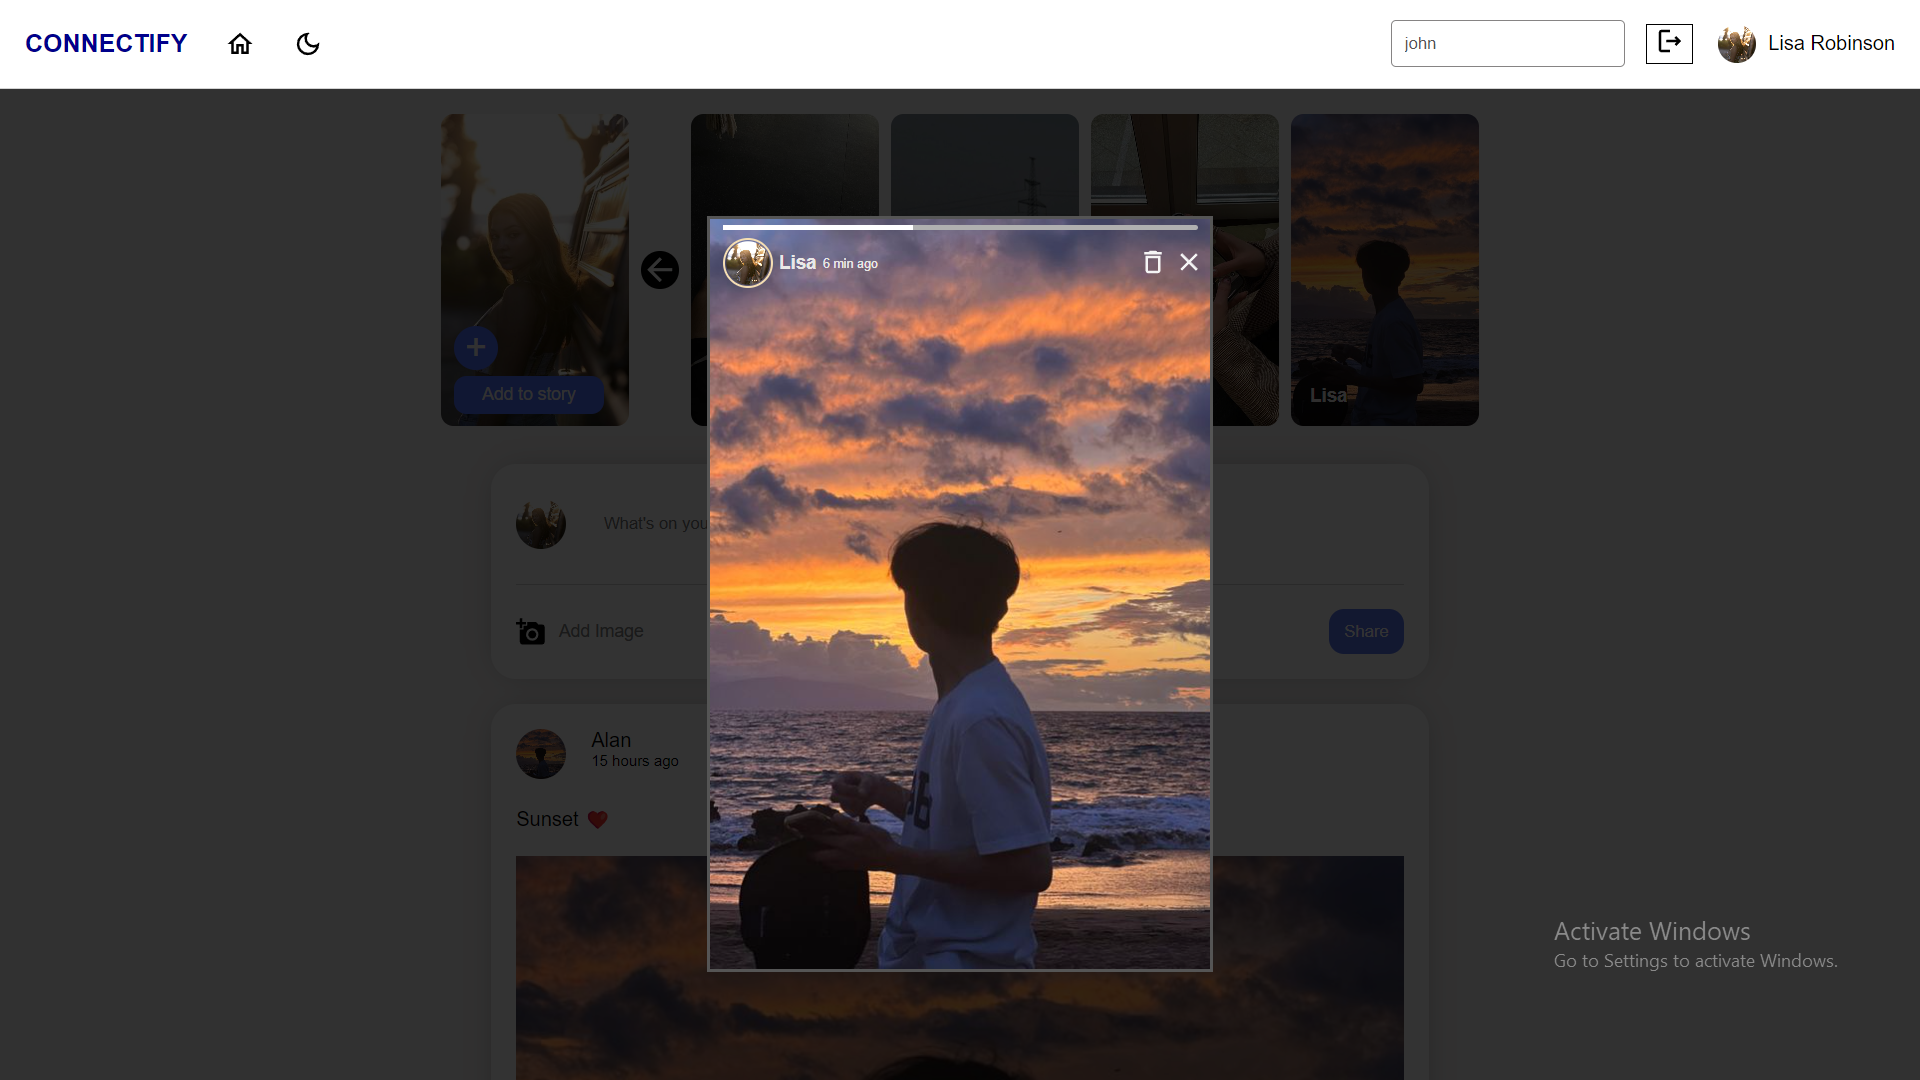 CONNECTIFY
john
Lisa Robinson
Lisa 6 min ago
Add to story
Lisa
What's on you
Add Image
Share
Alan
15 hours ago
Sunset ❤️
Activate Windows
Go to Settings to activate Windows.